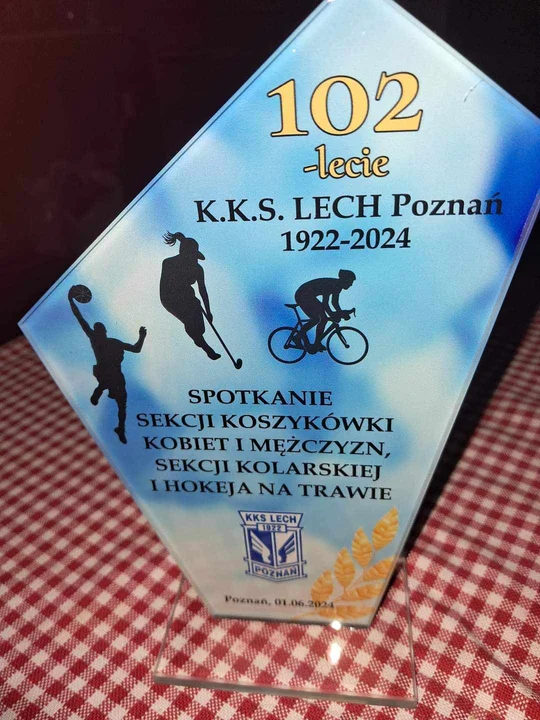 102
-lecie
K.K.S. LECH Poznań
1922-2024
SPOTKANIE
SEKCJI KOSZYKÓWKI
KOBIET I MĘŻCZYZN,
SEKCJI KOLARSKIEJ
I HOKEJA NA TRAWIE
KKS LECH
1922
POZNAŃ
Poznań, 01.06.2024